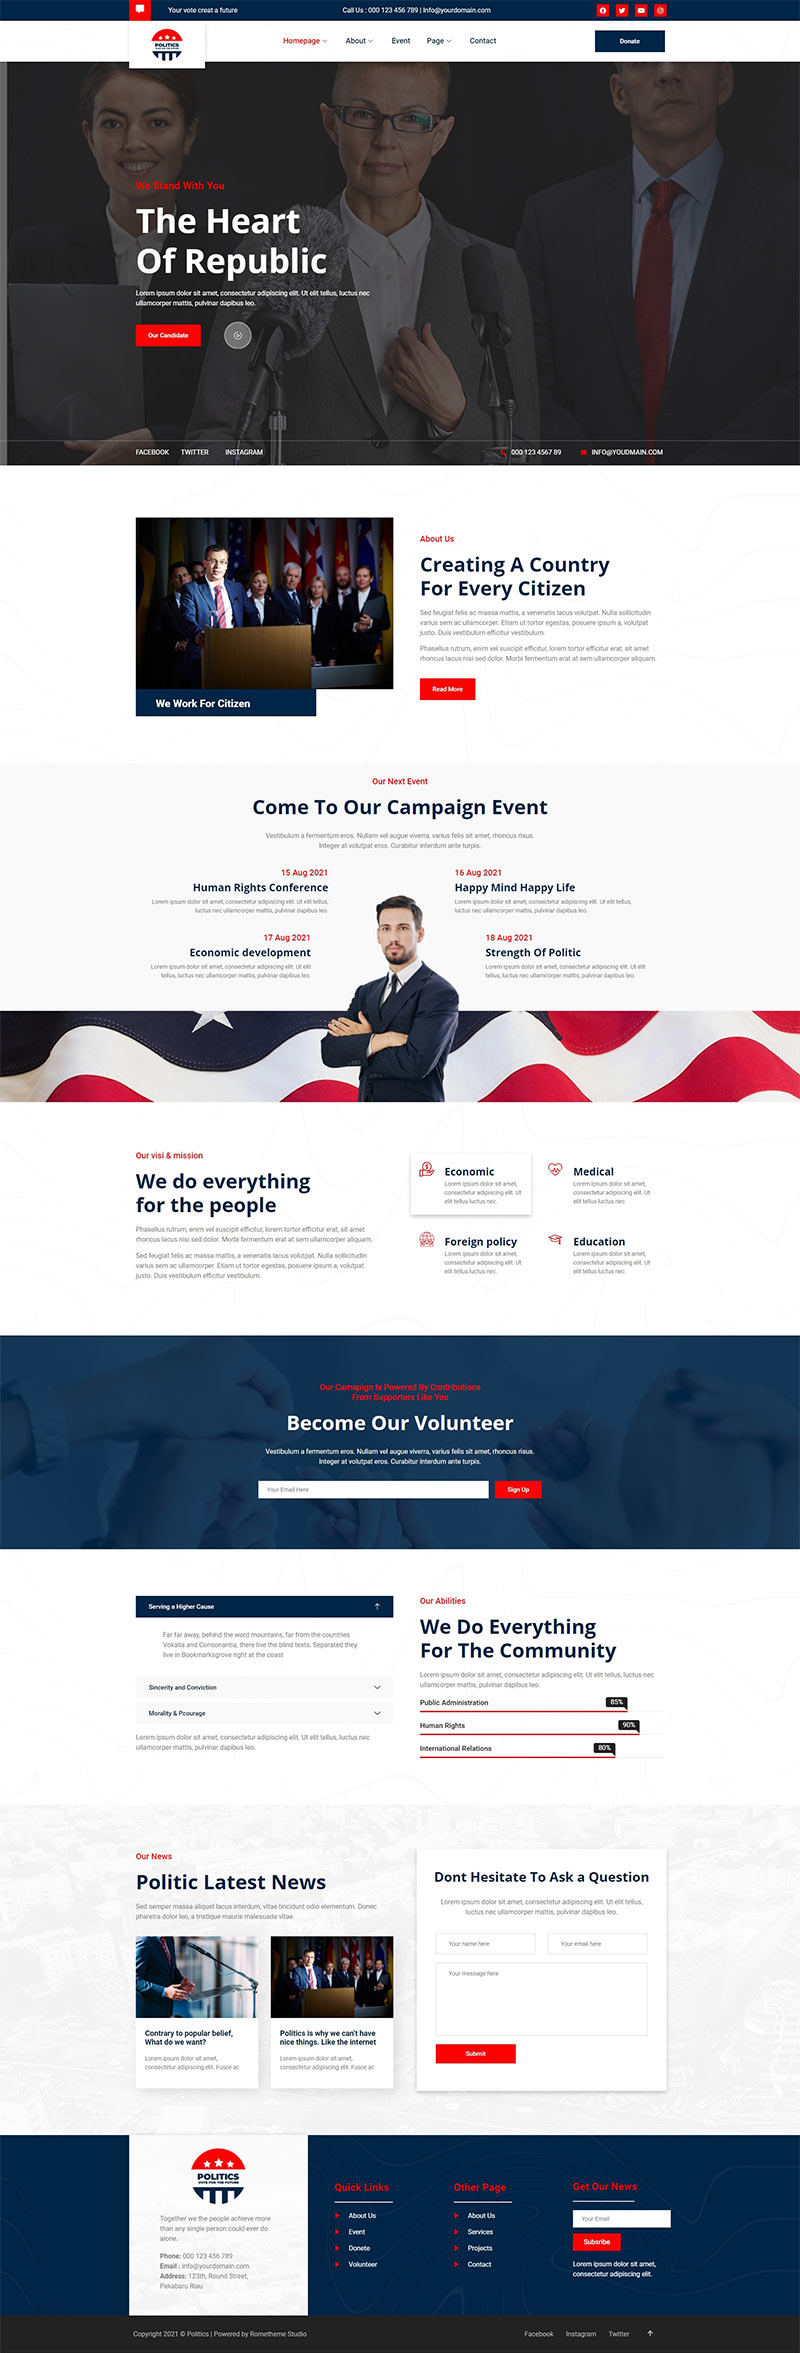 Your vote creat a future
Call Us : 000 123 456 789 | Info@yourdomain.com
POLITICS
Homepage
About
Event
Page
Contact
Donate
We Stand With You
The Heart
Of Republic
Lorem ipsum dolor sit amet, consectetur adipiscing elit. Ut elit tellus, luctus nec
ullamcorper mattis, pulvinar dapibus leo.
Our Candidate
FACEBOOK
TWITTER
INSTAGRAM
000 123 4567 89
INFO@YOUDMAIN.COM
We Work For Citizen
About Us
Creating A Country
For Every Citizen
Sed feugiat felis ac massa mattis, a venenatis lacus volutpat. Nulla sollicitudin
varius sem ac ullamcorper. Etiam ut tortor egestas, posuere ipsum a, volutpat
justo. Duis vestibulum efficitur vestibulum.
Phasellus rutrum, enim vel suscipit efficitur, lorem tortor efficitur erat, sit amet
rhoncus lacus nisi sed dolor. Morbi fermentum erat at sem ullamcorper aliquam.
Read More
Our Next Event
Come To Our Campaign Event
Vestibulum a fermentum eros. Nullam vel augue viverra, varius felis sit amet, rhoncus risus.
Integer at volutpat eros. Curabitur interdum ante turpis.
15 Aug 2021
Human Rights Conference
Lorem ipsum dolor sit amet, consectetur adipiscing elit. Ut elit tellus,
luctus nec ullamcorper mattis, pulvinar dapibus leo.
16 Aug 2021
Happy Mind Happy Life
Lorem ipsum dolor sit amet, consectetur adipiscing elit. Ut elit tellus,
luctus nec ullamcorper mattis, pulvinar dapibus leo.
17 Aug 2021
Economic development
Lorem ipsum dolor sit amet, consectetur adipiscing elit. Ut elit
tellus, luctus nec ullamcorper mattis, pulvinar dapibus leo.
18 Aug 2021
Strength Of Politic
Lorem ipsum dolor sit amet, consectetur adipiscing elit. Ut elit
tellus, luctus nec ullamcorper mattis, pulvinar dapibus leo.
Our visi & mission
We do everything
for the people
Phasellus rutrum, enim vel suscipit efficitur, lorem tortor efficitur erat, sit amet
rhoncus lacus nisi sed dolor. Morbi fermentum erat at sem ullamcorper aliquam.
Sed feugiat felis ac massa mattis, a venenatis lacus volutpat. Nulla sollicitudin
varius sem ac ullamcorper. Etiam ut tortor egestas, posuere ipsum a, volutpat
justo. Duis vestibulum efficitur vestibulum.
Economic
Lorem ipsum dolor sit amet,
consectetur adipiscing elit. Ut
elit tellus luctus nec.
Medical
Lorem ipsum dolor sit amet,
consectetur adipiscing elit. Ut
elit tellus luctus nec.
Foreign policy
Lorem ipsum dolor sit amet,
consectetur adipiscing elit. Ut
elit tellus luctus nec.
Education
Lorem ipsum dolor sit amet,
consectetur adipiscing elit. Ut
elit tellus luctus nec.
Our Camapign Is Powered By Contributions
From Supporters Like You
Become Our Volunteer
Vestibulum a fermentum eros. Nullam vel augue viverra, varius felis sit amet, rhoncus risus.
Integer at volutpat eros. Curabitur interdum ante turpis.
Your Email Here
Sign Up
Serving a Higher Cause
Far far away, behind the word mountains, far from the countries
Vokalia and Consonantia, there live the blind texts. Separated they
live in Bookmarksgrove right at the coast
Sincerity and Conviction
Morality & Pcourage
Lorem ipsum dolor sit amet, consectetur adipiscing elit. Ut elit tellus, luctus nec
ullamcorper mattis, pulvinar dapibus leo.
Our Abilities
We Do Everything
For The Community
Lorem ipsum dolor sit amet, consectetur adipiscing elit. Ut elit tellus, luctus nec
ullamcorper mattis, pulvinar dapibus leo.
Public Administration 85%
Human Rights 90%
International Relations 80%
Our News
Politic Latest News
Sed semper massa aliquet lacus interdum, vitae tincidunt odio elementum. Donec
pharetra dolor leo, a tristique mauris malesuada vitae.
Contrary to popular belief,
What do we want?
Lorem ipsum dolor sit amet,
consectetur adipiscing elit. Fusce ac
Politics is why we can't have
nice things. Like the internet
Lorem ipsum dolor sit amet,
consectetur adipiscing elit. Fusce ac
Dont Hesitate To Ask a Question
Lorem ipsum dolor sit amet, consectetur adipiscing elit. Ut elit tellus,
luctus nec ullamcorper mattis, pulvinar dapibus leo.
Your name here
Your email here
Your message here
Submit
POLITICS
VOTE FOR THE FUTURE
Together we the people achieve more
than any single person could ever do
alone.
Phone: 000 123 456 789
Email : info@yourdomain.com
Address: 123th, Round Street,
Pekabaru Riau
Quick Links
About Us
Event
Donete
Volunteer
Other Page
About Us
Services
Projects
Contact
Get Our News
Your Email
Subsribe
Lorem ipsum dolor sit amet,
consectetur adipiscing elit.
Copyright 2021 © Politics | Powered by Rometheme Studio
Facebook
Instagram
Twitter